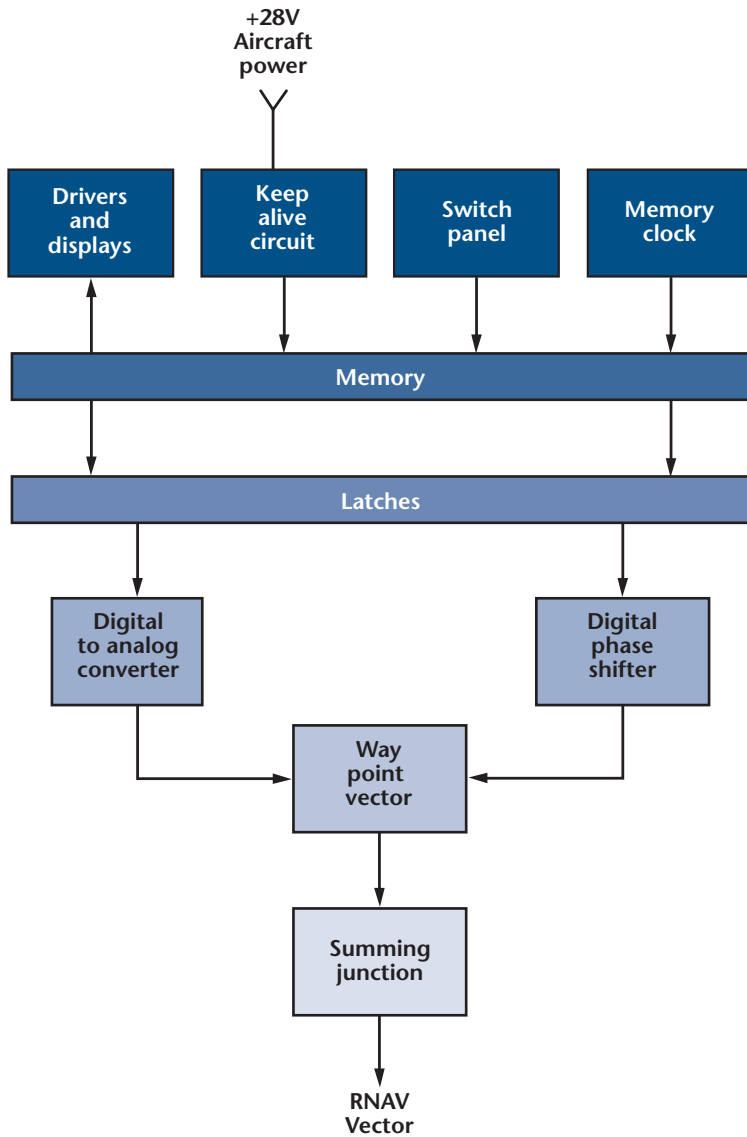 +28V
Aircraft
power
Drivers
and
displays
Keep
alive
circuit
Switch
panel
Memory
clock
Memory
Latches
Digital
to analog
converter
Digital
phase
shifter
Way
point
vector
Summing
junction
RNAV
Vector